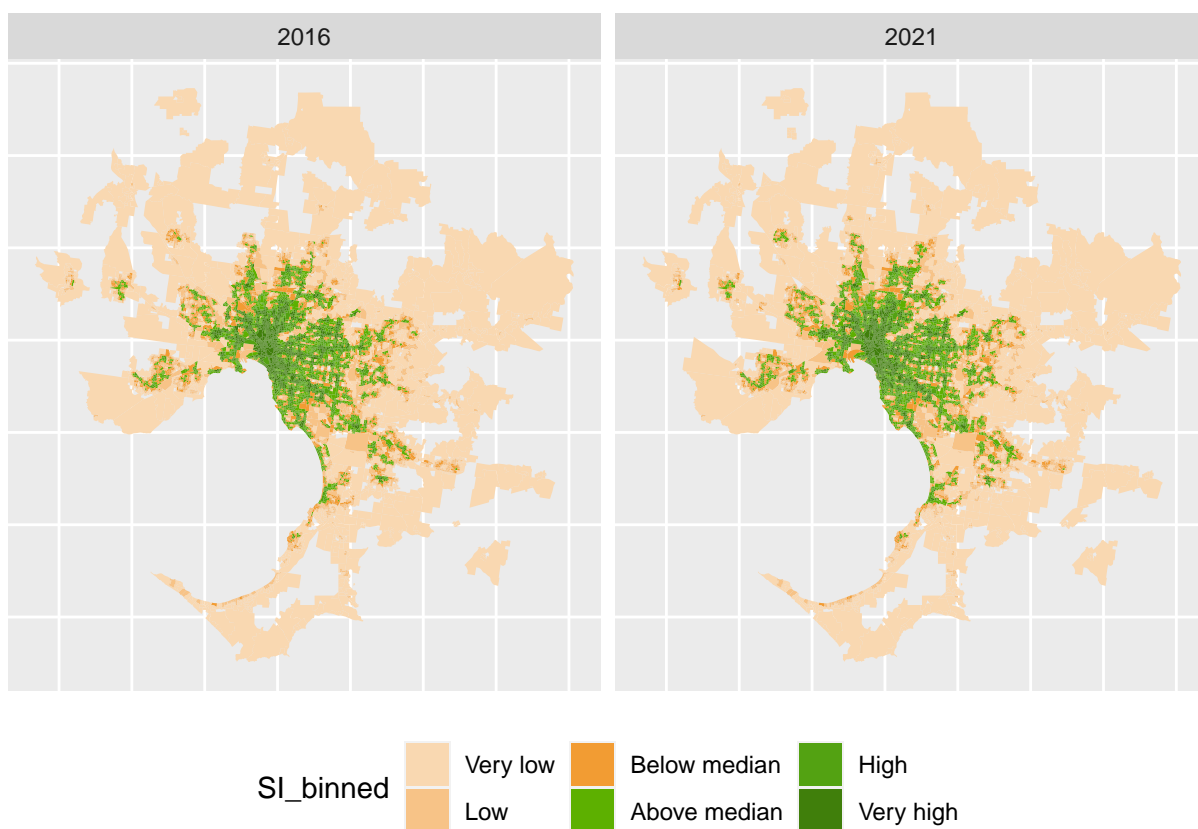 2016
2021
SI_binned
Very low
Below median
High
Low
Above median
Very high